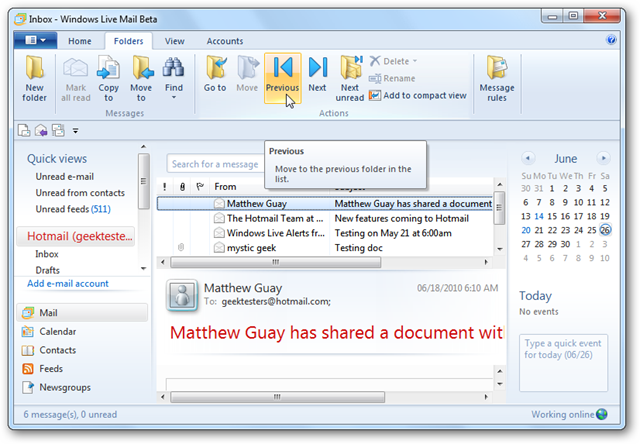 Inbox - Windows Live Mail Beta
Home Folders View Accounts
New folder
Mark all read
Copy to
Move to
Find
Go to
Move
Previous
Next
Next unread
Delete
Rename
Add to compact view
Message rules
Messages
Actions
Previous
Move to the previous folder in the
list.
Quick views
Unread e-mail
Unread from contacts
Unread feeds (511)
Hotmail (geekteste...
Inbox
Drafts
Add e-mail account
Mail
Calendar
Contacts
Feeds
Newsgroups
Search for a message
! From Subject
Matthew Guay Matthew Guay has shared a document
The Hotmail Team at ... New features coming to Hotmail
Windows Live Alerts fr... Testing on May 21 at 6:00am
mystic geek Testing doc
Matthew Guay 06/18/2010 6:10 AM
To: geektesters@hotmail.com;
Matthew Guay has shared a document wit
June
Su Mo Tu We Th Fr Sa
30 31 1 2 3 4 5
6 7 8 9 10 11 12
13 14 15 16 17 18 19
20 21 22 23 24 25 26
27 28 29 30 1 2 3
4 5 6 7 8 9 10
Today
No events
Type a quick event
for today (06/26)
6 message(s), 0 unread
Working online